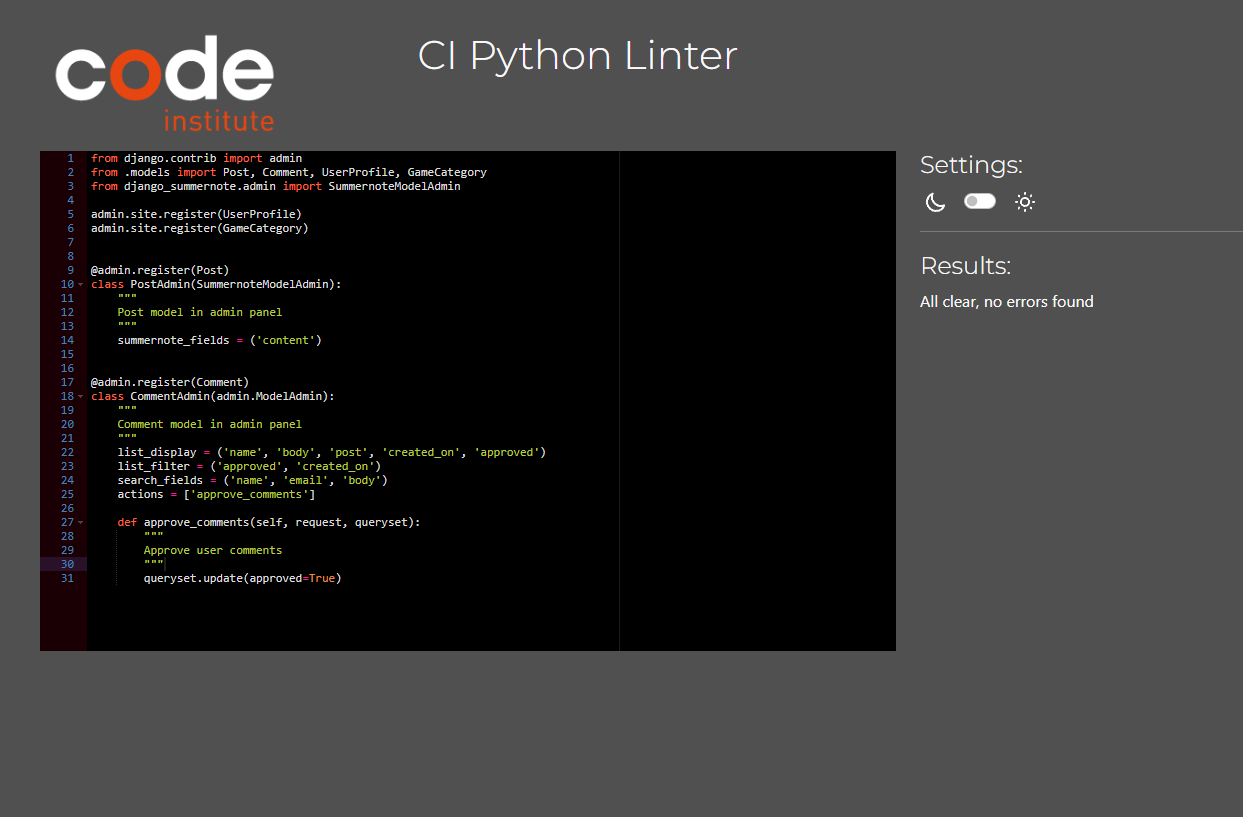 code
institute
CI Python Linter
1 from django.contrib import admin
2 from .models import Post, Comment, UserProfile, GameCategory
3 from django_summernote.admin import SummernoteModelAdmin
4
5 admin.site.register(UserProfile)
6 admin.site.register(GameCategory)
7
8
9 @admin.register(Post)
10 class PostAdmin(SummernoteModelAdmin):
11     """
12     Post model in admin panel
13     """
14     summernote_fields = ('content')
15
16
17 @admin.register(Comment)
18 class CommentAdmin(admin.ModelAdmin):
19     """
20     Comment model in admin panel
21     """
22     list_display = ('name', 'body', 'post', 'created_on', 'approved')
23     list_filter = ('approved', 'created_on')
24     search_fields = ('name', 'email', 'body')
25     actions = ['approve_comments']
26
27     def approve_comments(self, request, queryset):
28         """
29         Approve user comments
30         """
31         queryset.update(approved=True)
Settings:
Results:
All clear, no errors found